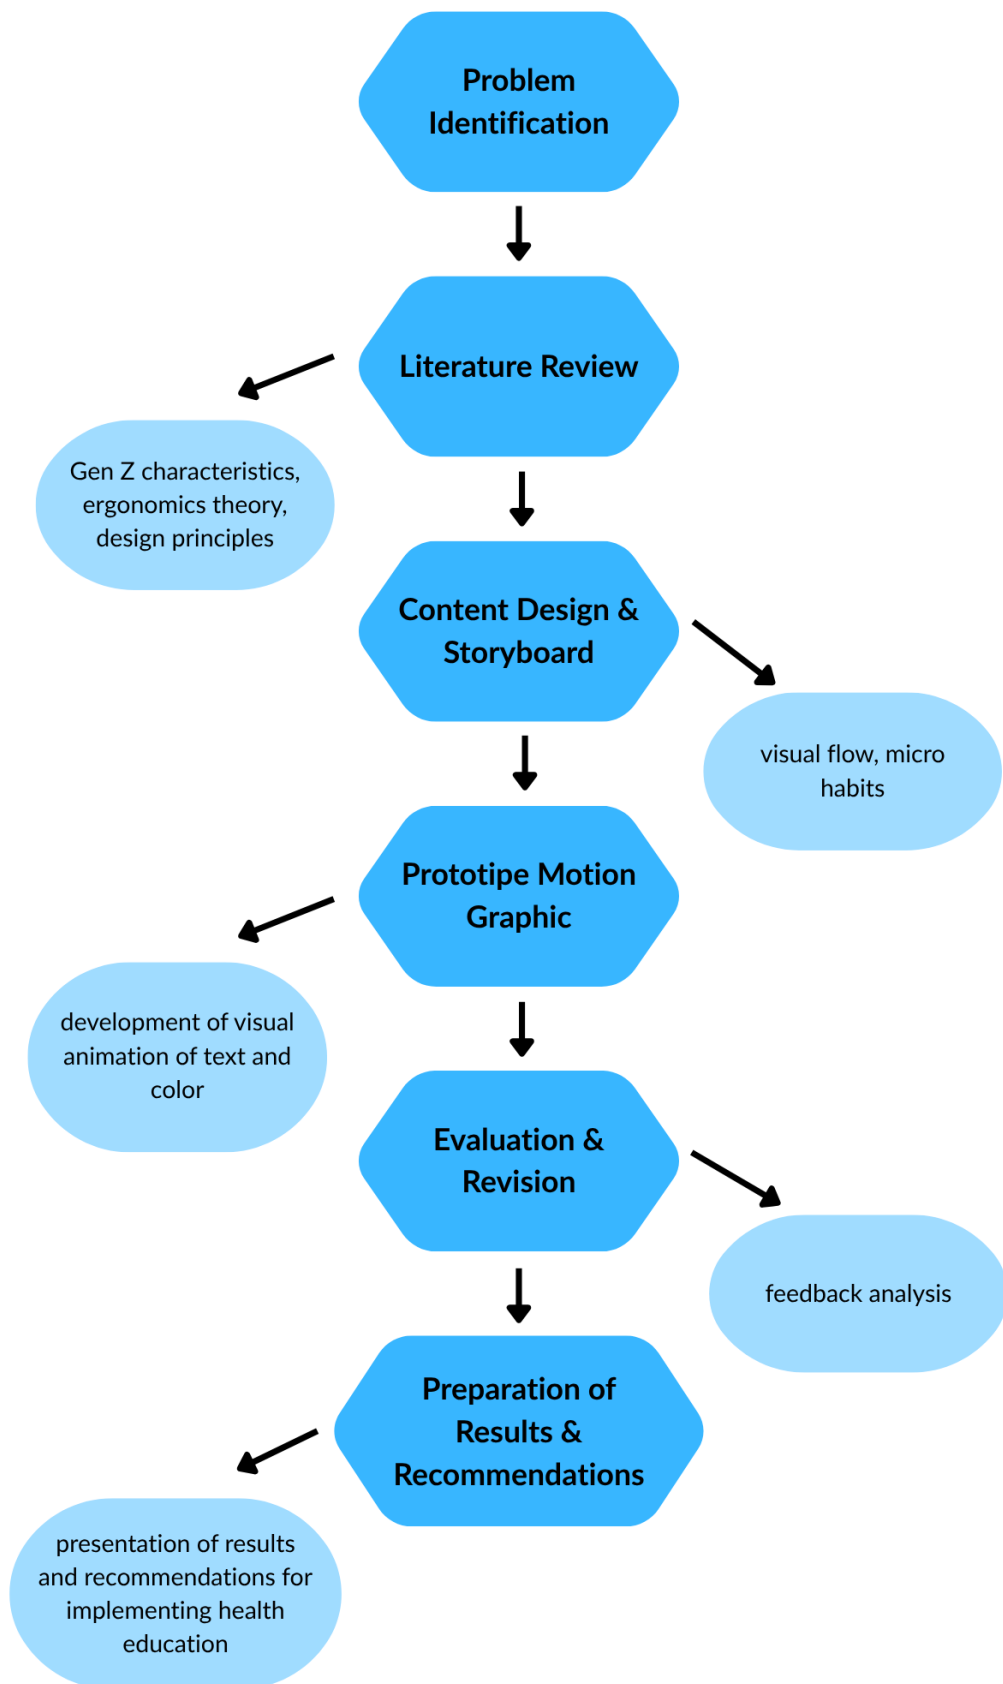 Problem
Identification
Literature Review
Gen Z characteristics,
ergonomics theory,
design principles
Content Design &
Storyboard
visual flow, micro
habits
Prototipe Motion
Graphic
development of visual
animation of text and
color
Evaluation &
Revision
feedback analysis
Preparation of
Results &
Recommendations
presentation of results
and recommendations for
implementing health
education